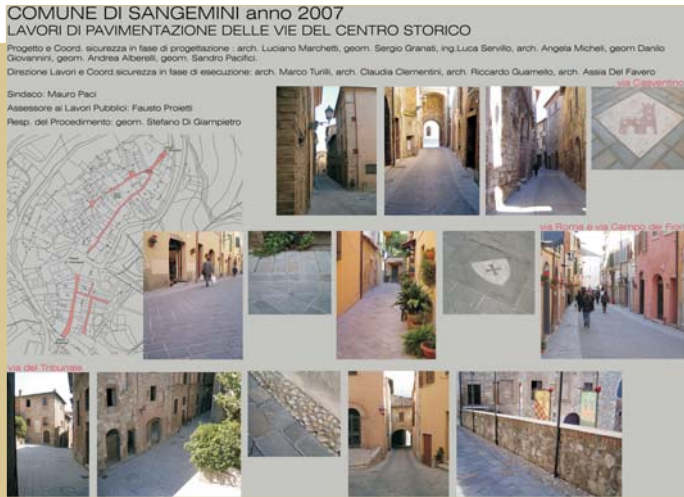 COMUNE DI SANGEMINI anno 2007
LAVORI DI PAVIMENTAZIONE DELLE VIE DEL CENTRO STORICO
Progetto e Coord. sicurezza in fase di progettazione : arch. Luciano Marchetti, geom. Sergio Granati, ing.Luca Servillo, arch. Angela Micheli, geom Danilo
Giovannini, geom. Andrea Alberelli, geom. Sandro Pacifici.
Direzione Lavori e Coord.sicurezza in fase di esecuzione: arch. Marco Turilli, arch. Claudia Clementini, arch. Riccardo Guarnello, arch. Assia Del Favero
Sindaco: Mauro Paci
Assessore ai Lavori Pubblici: Fausto Proietti
Resp. del Procedimento: geom. Stefano Di Giampietro
via Casventino
via Roma e via Campo dei Fiori
via del Tribunale